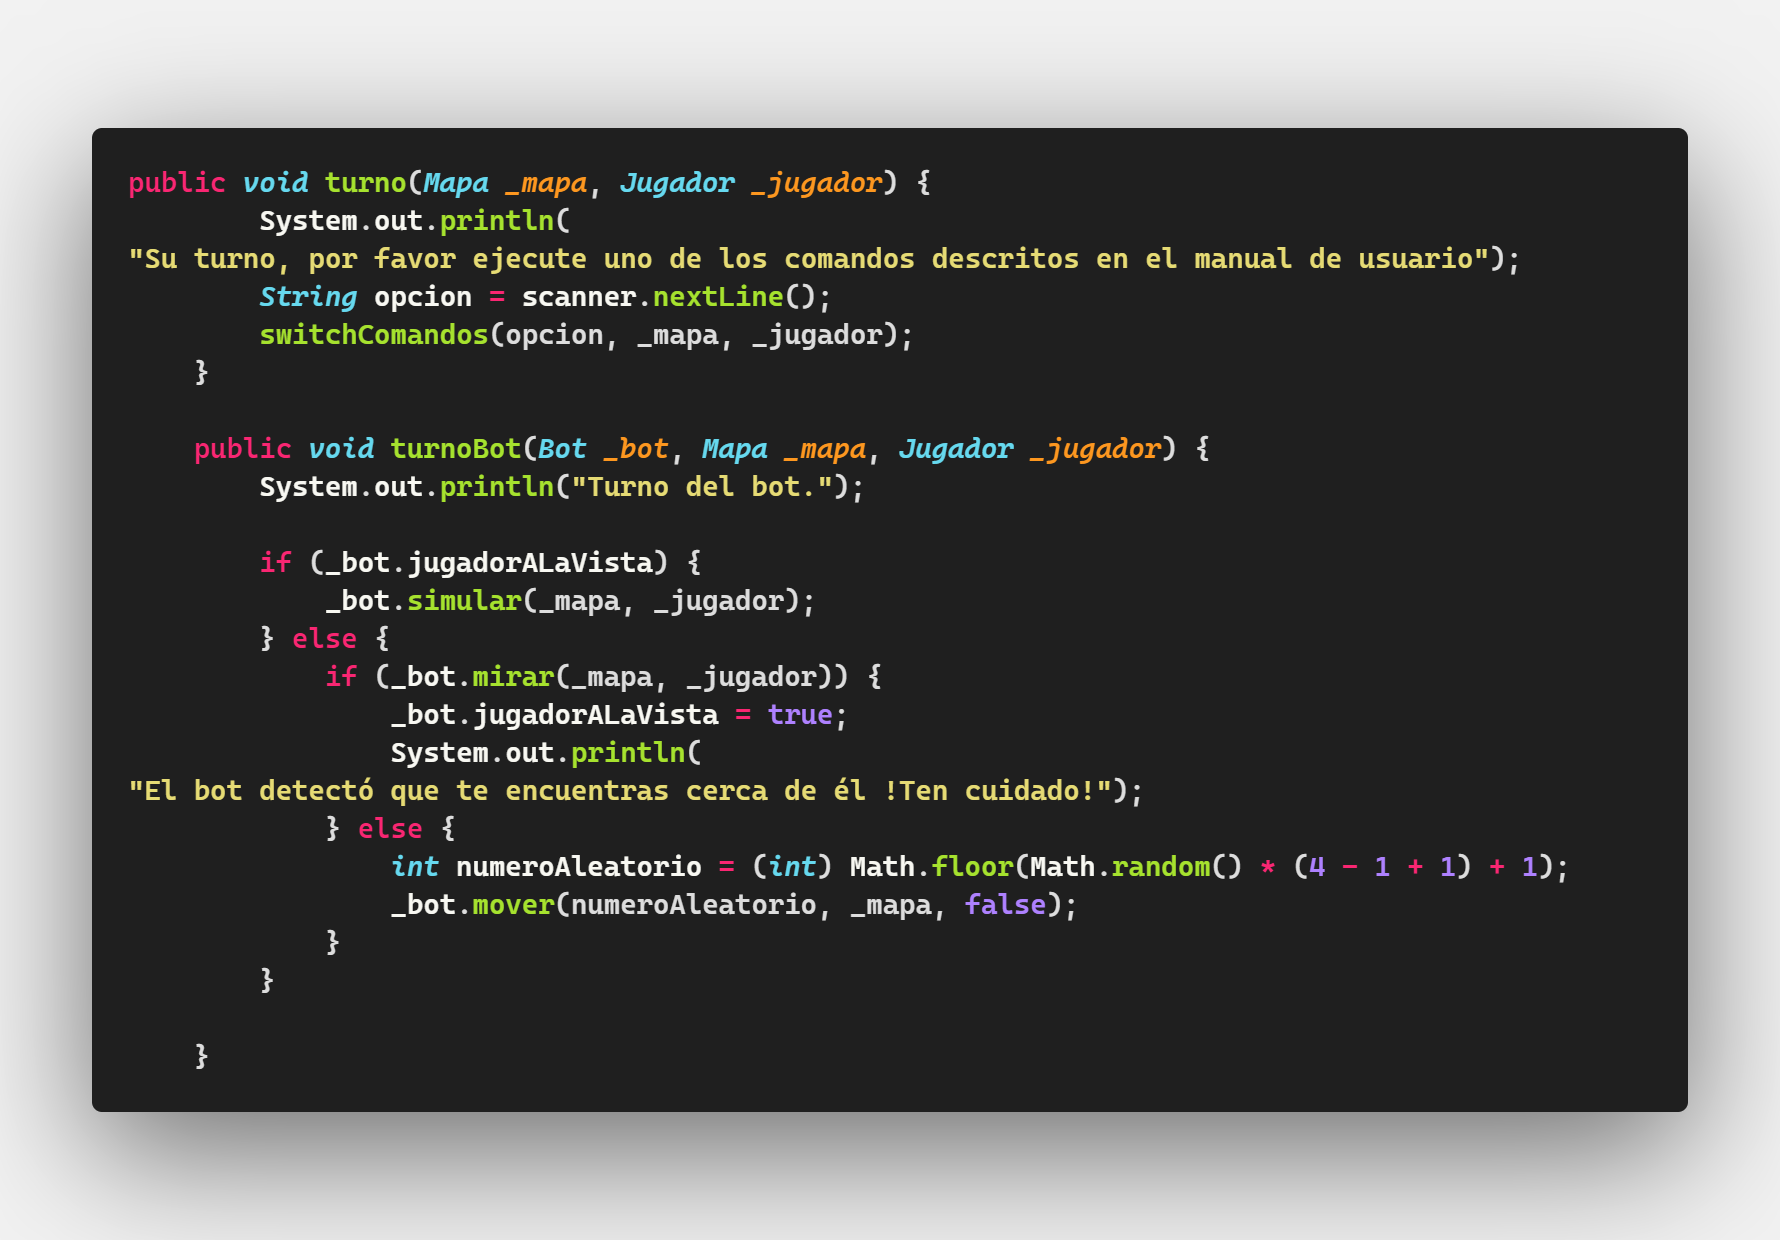 public void turno(Mapa _mapa, Jugador _jugador) {
        System.out.println(
"Su turno, por favor ejecute uno de los comandos descritos en el manual de usuario");
        String opcion = scanner.nextLine();
        switchComandos(opcion, _mapa, _jugador);
    }

    public void turnoBot(Bot _bot, Mapa _mapa, Jugador _jugador) {
        System.out.println("Turno del bot.");

        if (_bot.jugadorALaVista) {
            _bot.simular(_mapa, _jugador);
        } else {
            if (_bot.mirar(_mapa, _jugador)) {
                _bot.jugadorALaVista = true;
                System.out.println(
"El bot detectó que te encuentras cerca de él !Ten cuidado!");
            } else {
                int numeroAleatorio = (int) Math.floor(Math.random() * (4 - 1 + 1) + 1);
                _bot.mover(numeroAleatorio, _mapa, false);
            }
        }

    }